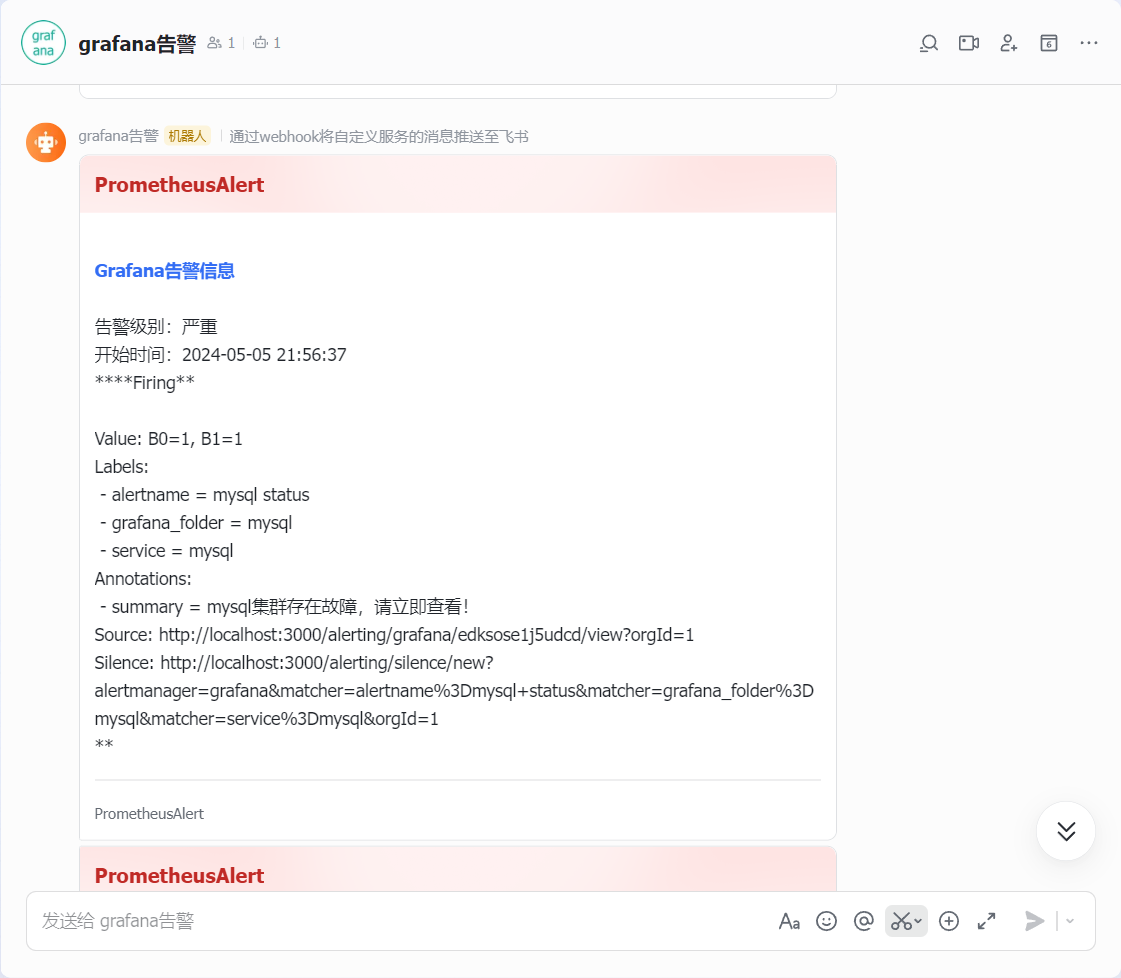 graf
ana
grafana告警 1 1
6
grafana告警 机器人 通过webhook将自定义服务的消息推送至飞书
PrometheusAlert
Grafana告警信息
告警级别：严重
开始时间：2024-05-05 21:56:37
****Firing**
Value: B0=1, B1=1
Labels:
- alertname = mysql status
- grafana_folder = mysql
- service = mysql
Annotations:
- summary = mysql集群存在故障，请立即查看！
Source: http://localhost:3000/alerting/grafana/edksose1j5udcd/view?orgId=1
Silence: http://localhost:3000/alerting/silence/new?
alertmanager=grafana&matcher=alertname%3Dmysql+status&matcher=grafana_folder%3D
mysql&matcher=service%3Dmysql&orgId=1
**
PrometheusAlert
PrometheusAlert
发送给 grafana告警
Aa